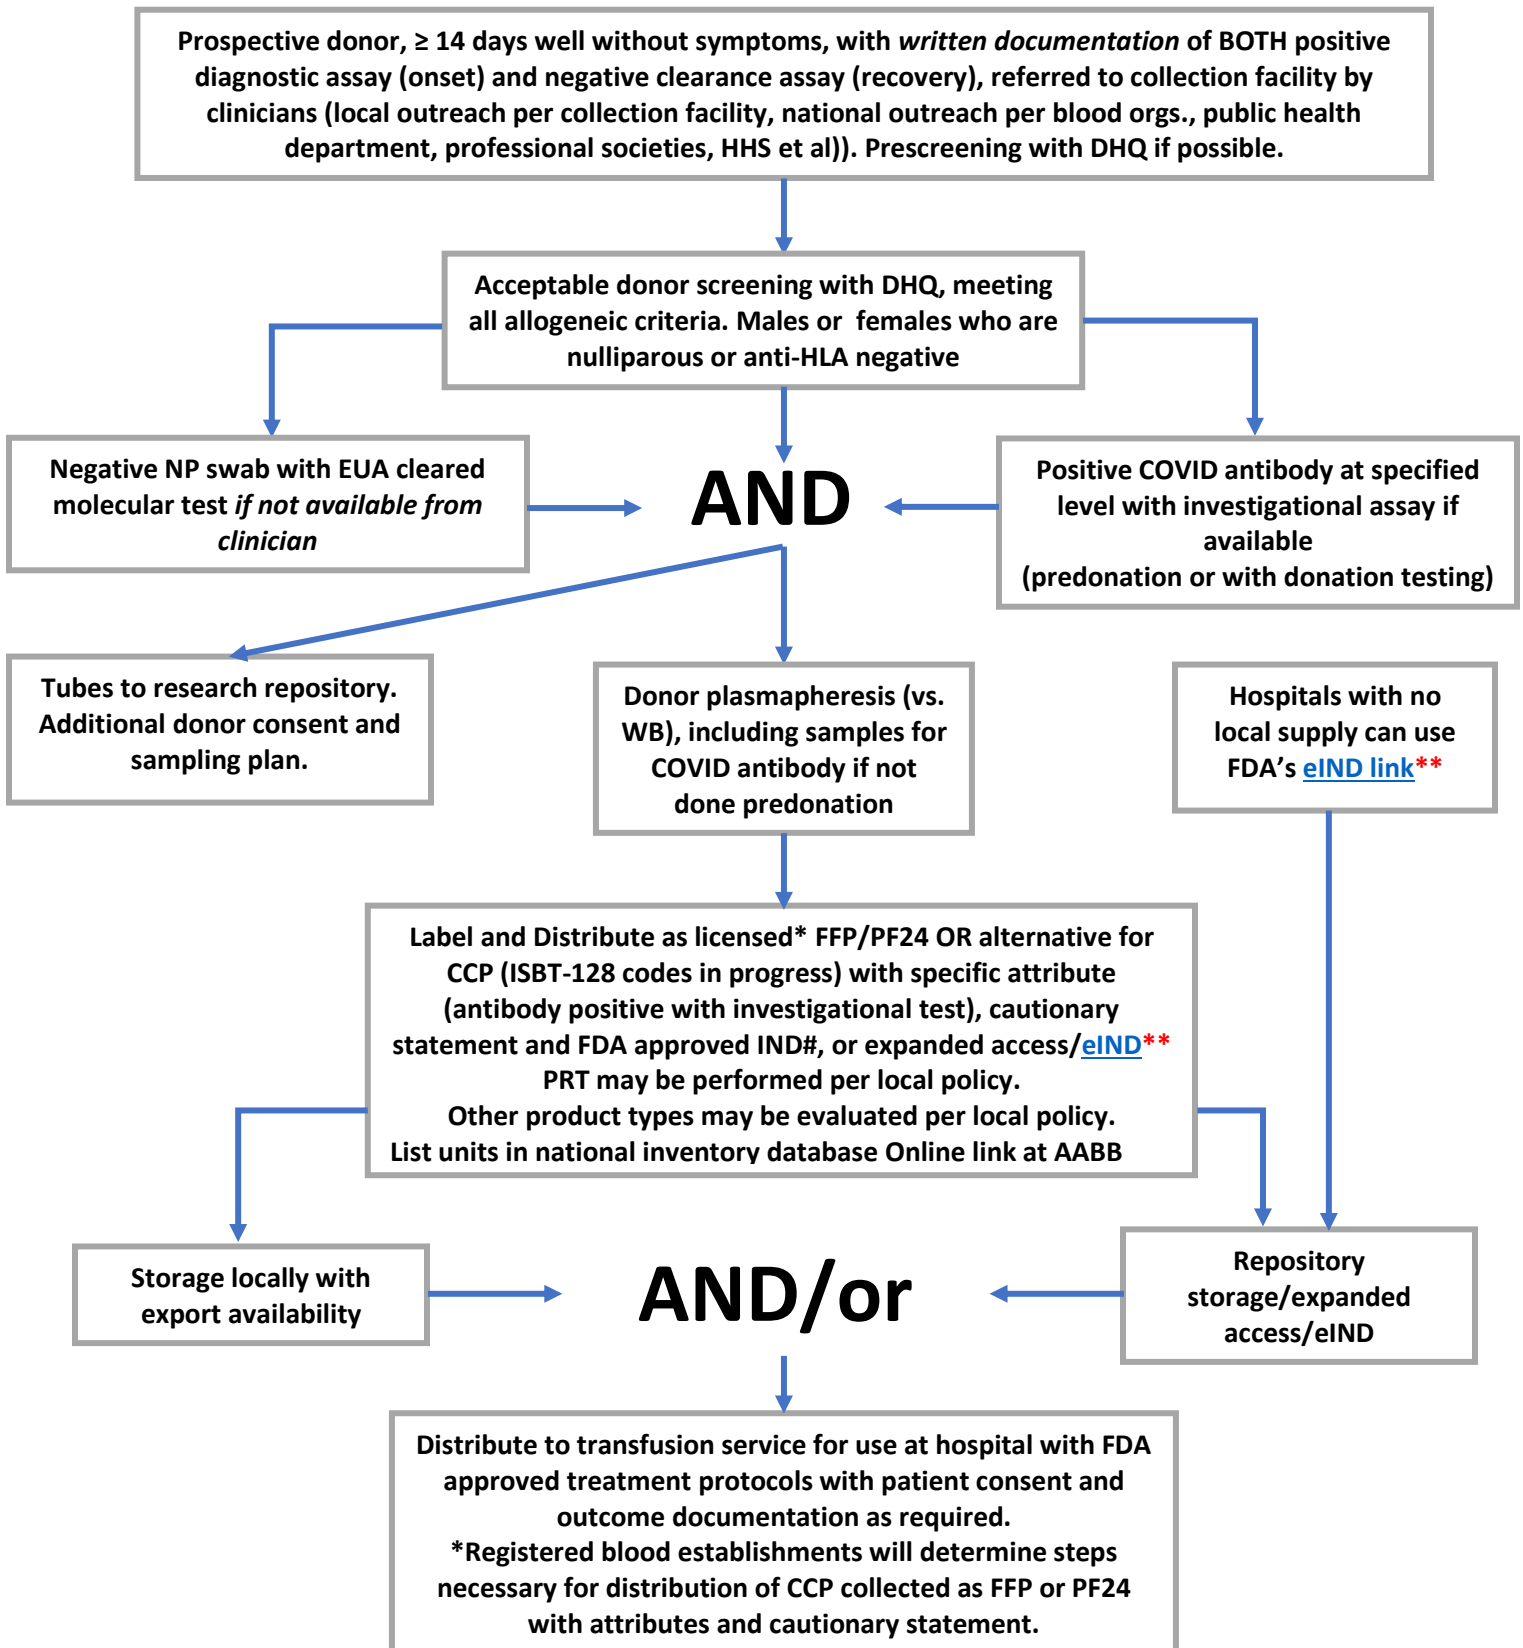 Prospective donor, ≥ 14 days well without symptoms, with written documentation of BOTH positive
diagnostic assay (onset) and negative clearance assay (recovery), referred to collection facility by
clinicians (local outreach per collection facility, national outreach per blood orgs., public health
department, professional societies, HHS et al)). Prescreening with DHQ if possible.
Acceptable donor screening with DHQ, meeting
all allogeneic criteria. Males or females who are
nulliparous or anti-HLA negative
Negative NP swab with EUA cleared
molecular test if not available from
clinician
AND
Positive COVID antibody at specified
level with investigational assay if
available
(predonation or with donation testing)
Tubes to research repository.
Additional donor consent and
sampling plan.
Donor plasmapheresis (vs.
WB), including samples for
COVID antibody if not
done predonation
Hospitals with no
local supply can use
FDA’s eIND link**
Label and Distribute as licensed* FFP/PF24 OR alternative for
CCP (ISBT-128 codes in progress) with specific attribute
(antibody positive with investigational test), cautionary
statement and FDA approved IND#, or expanded access/eIND**
PRT may be performed per local policy.
Other product types may be evaluated per local policy.
List units in national inventory database Online link at AABB
Storage locally with
export availability
AND/or
Repository
storage/expanded
access/eIND
Distribute to transfusion service for use at hospital with FDA
approved treatment protocols with patient consent and
outcome documentation as required.
*Registered blood establishments will determine steps
necessary for distribution of CCP collected as FFP or PF24
with attributes and cautionary statement.